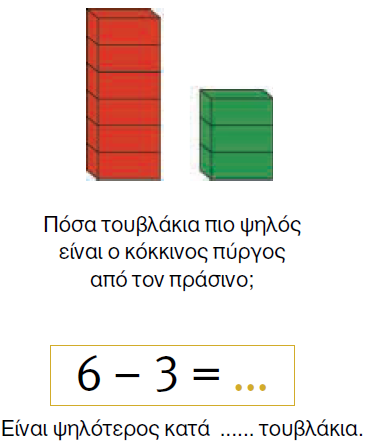 Πόσα τουβλάκια πιο ψηλός
είναι ο κόκκινος πύργος
από τον πράσινο;
6 – 3 = ...
Είναι ψηλότερος κατά ...... τουβλάκια.